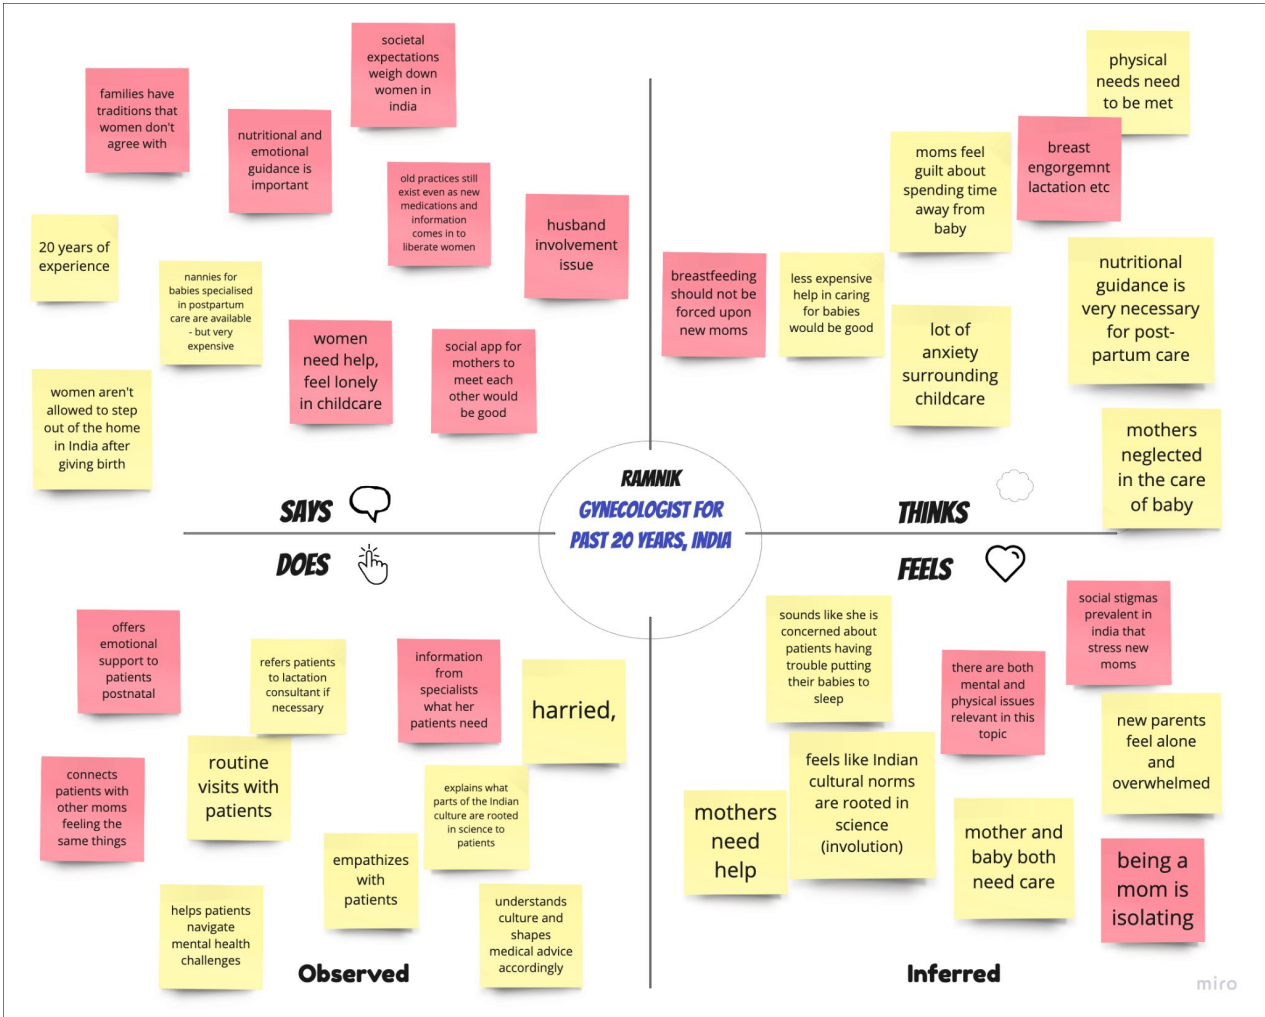 societal
expectations
weigh down
women in
india
families have
traditions that
women don't
agree with
nutritional and
emotional
guidance is
important
old practices still
exist even as new
medications and
information
comes in to
liberate women
husband
involvement
issue
20 years of
experience
nannies for
babies specialised
in postpartum
care are available
- but very
expensive
women
need help,
feel lonely
in childcare
social app for
mothers to
meet each
other would
be good
women aren't
allowed to step
out of the home
in India after
giving birth
SAYS
physical
needs need
to be met
moms feel
guilt about
spending time
away from
baby
breast
engorgemnt
lactation etc
breastfeeding
should not be
forced upon
new moms
less expensive
help in caring
for babies
would be good
lot of
anxiety
surrounding
childcare
nutritional
guidance is
very necessary
for post-
partum care
mothers
neglected
in the care
of baby
THINKS
RAMNIK
GYNECOLOGIST FOR
PAST 20 YEARS, INDIA
DOES
offers
emotional
support to
patients
postnatal
refers patients
to lactation
consultant if
necessary
information
from
specialists
what her
patients need
harried,
connects
patients with
other moms
feeling the
same things
routine
visits with
patients
explains what
parts of the Indian
culture are rooted
in science to
patients
empathizes
with
patients
helps patients
navigate
mental health
challenges
understands
culture and
shapes
medical advice
accordingly
Observed
FEELS
sounds like she is
concerned about
patients having
trouble putting
their babies to
sleep
social stigmas
prevalent in
india that
stress new
moms
there are both
mental and
physical issues
relevant in this
topic
new parents
feel alone
and
overwhelmed
feels like Indian
cultural norms
are rooted in
science
(involution)
mothers
need
help
mother and
baby both
need care
being a
mom is
isolating
Inferred
miro